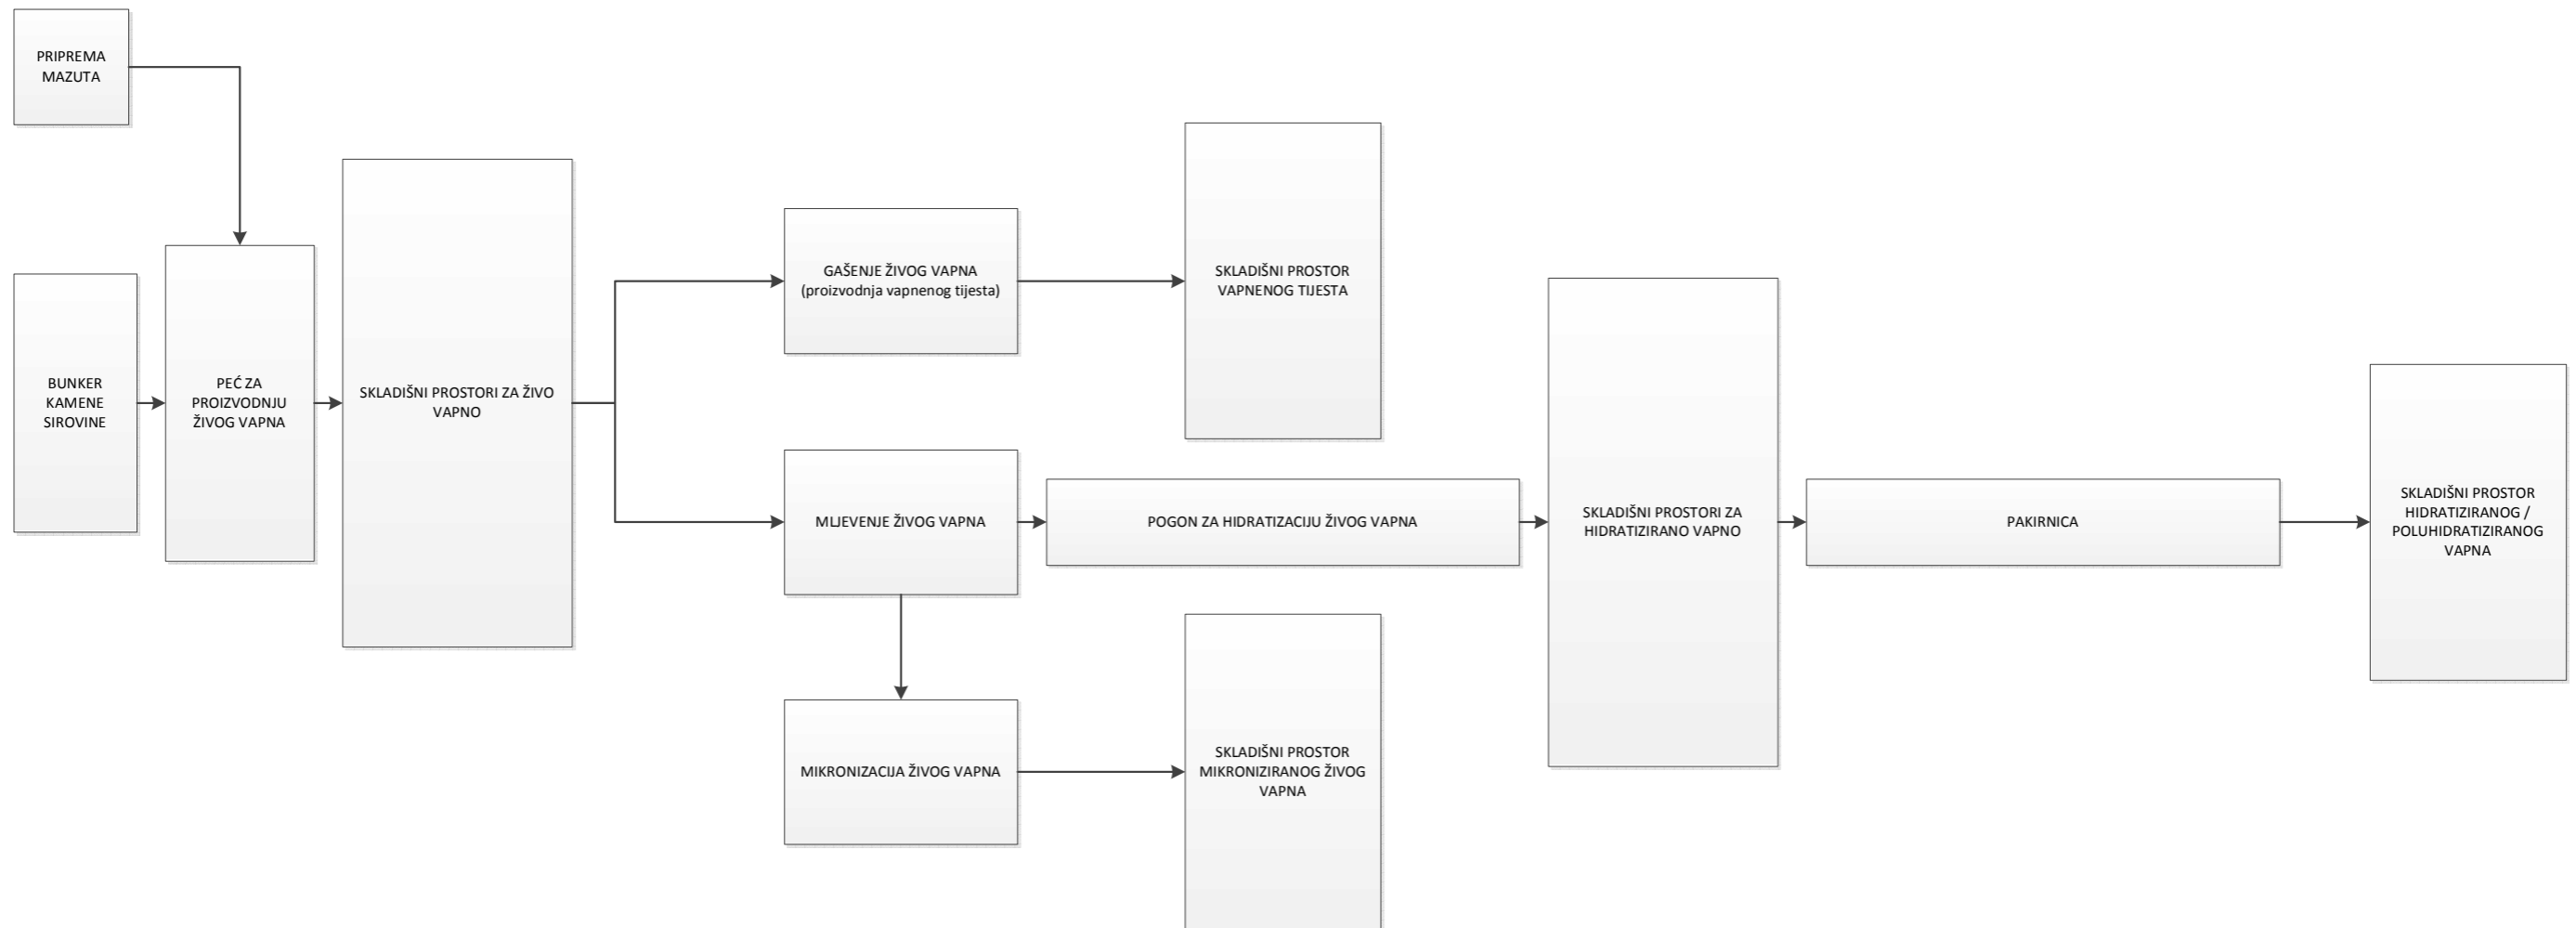 PRIPREMA
MAZUTA
BUNKER
KAMENE
SIROVINE
PEĆ ZA
PROIZVODNJU
ŽIVOG VAPNA
SKLADIŠNI PROSTORI ZA ŽIVO
VAPNO
GAŠENJE ŽIVOG VAPNA
(proizvodnja vapnenog tijesta)
SKLADIŠNI PROSTOR
VAPNENOG TIJESTA
MLJEVENJE ŽIVOG VAPNA
POGON ZA HIDRATIZACIJU ŽIVOG VAPNA
SKLADIŠNI PROSTORI ZA
HIDRATIZIRANO VAPNO
PAKIRNICA
SKLADIŠNI PROSTOR
HIDRATIZIRANOG /
POLUHIDRATIZIRANOG
VAPNA
MIKRONIZACIJA ŽIVOG VAPNA
SKLADIŠNI PROSTOR
MIKRONIZIRANOG ŽIVOG
VAPNA